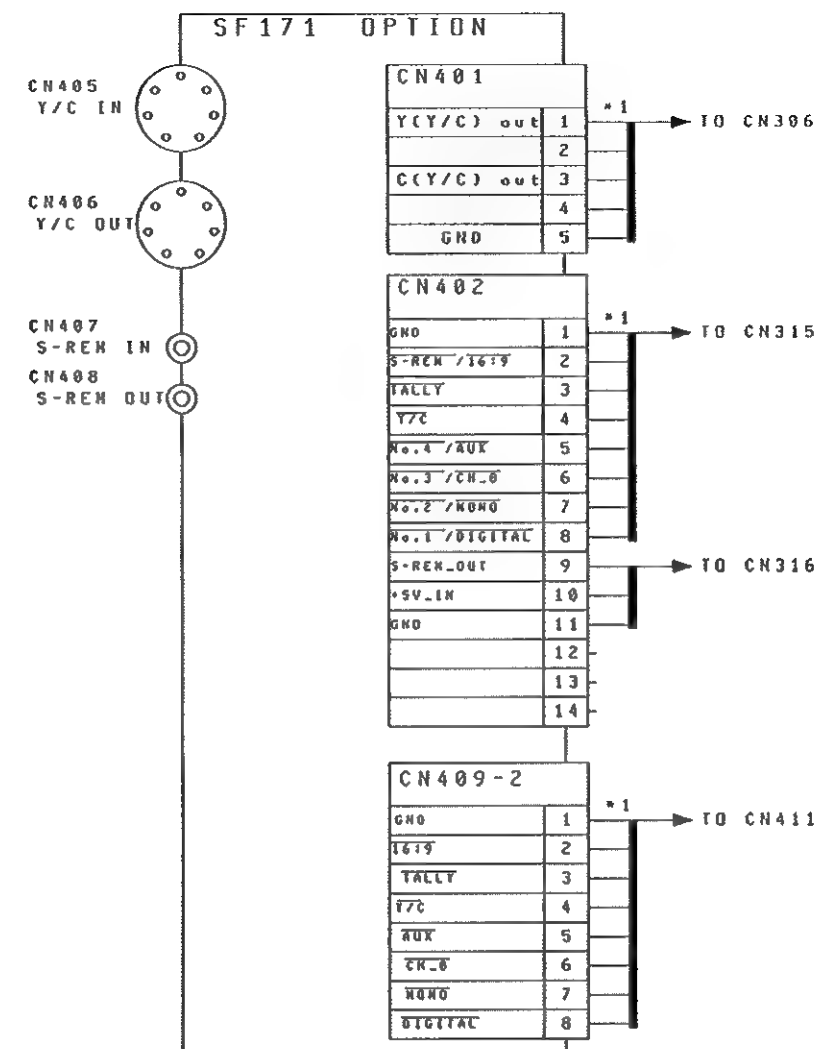 SF171 OPTION
CN405
Y/C IN
CN406
Y/C OUT
CN407
S-REM IN
CN408
S-REM OUT
CN401
Y(Y/C) out 1
2
C(Y/C) out 3
4
GND 5
*1
TO CN306
CN402
GND 1
S-REM /16:9 2
TALLY 3
Y/C 4
No.4 /AUX 5
No.3 /CH_0 6
No.2 /MONO 7
No.1 /DIGITAL 8
S-REM_OUT 9
+5V_IN 10
GND 11
12
13
14
*1
TO CN315
TO CN316
CN409-2
GND 1
16:9 2
TALLY 3
Y/C 4
AUX 5
CH_0 6
MONO 7
DIGITAL 8
*1
TO CN411